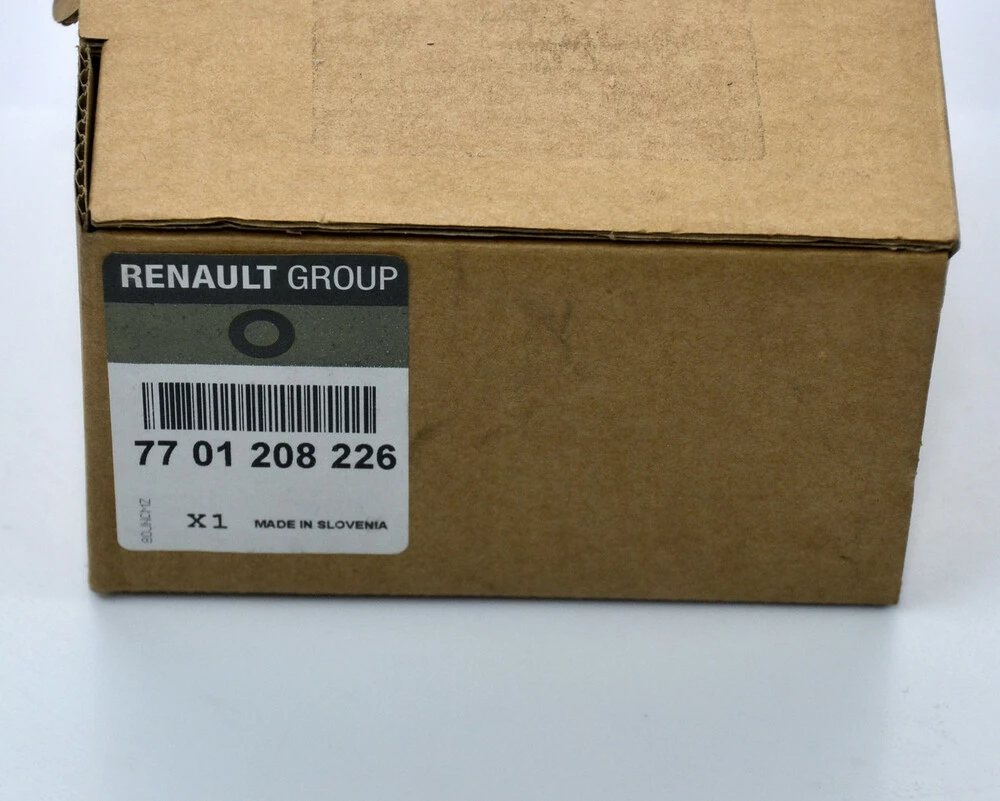 RENAULT GROUP
77 01 208 226
X1
MADE IN SLOVENIA